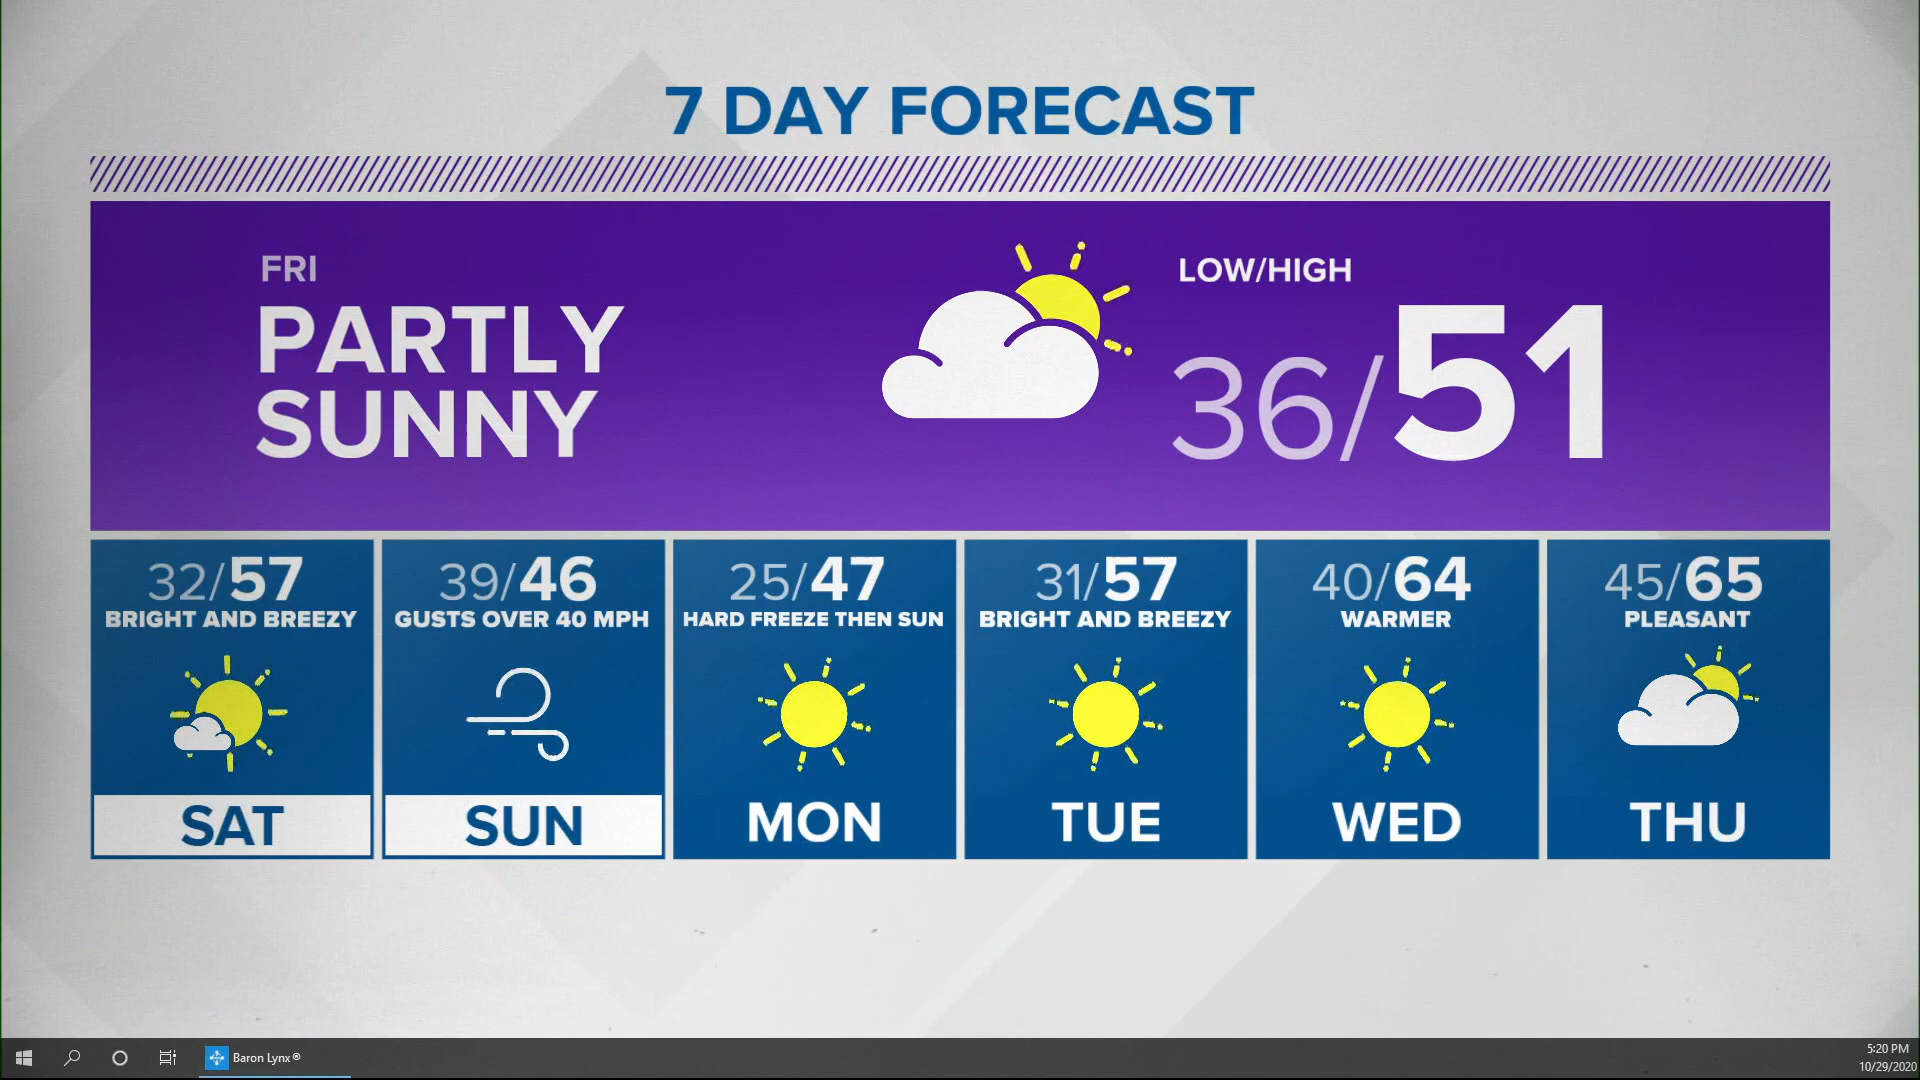 7 DAY FORECAST
FRI
PARTLY
SUNNY
LOW/HIGH
36/51
32/57
BRIGHT AND BREEZY
SAT
39/46
GUSTS OVER 40 MPH
SUN
25/47
HARD FREEZE THEN SUN
MON
31/57
BRIGHT AND BREEZY
TUE
40/64
WARMER
WED
45/65
PLEASANT
THU
Baron Lynx®
5:20 PM
10/29/2020